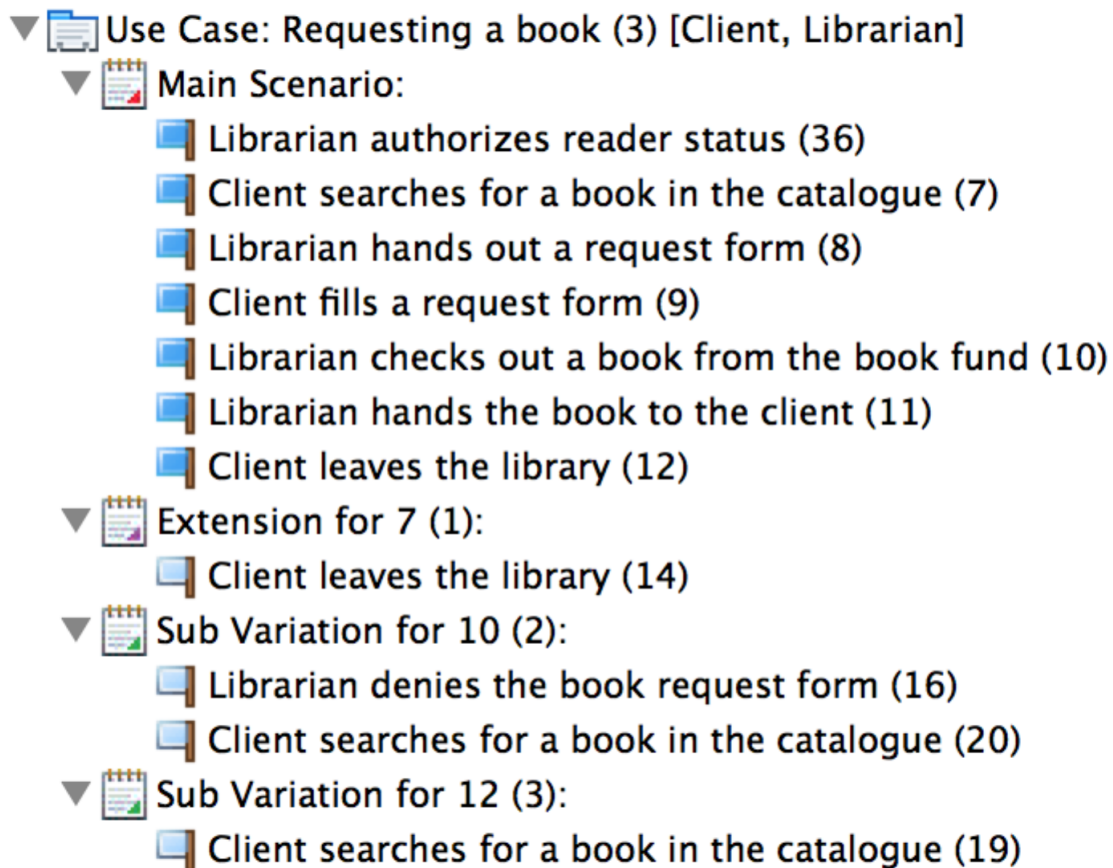 Use Case: Requesting a book (3) [Client, Librarian]
Main Scenario:
Librarian authorizes reader status (36)
Client searches for a book in the catalogue (7)
Librarian hands out a request form (8)
Client fills a request form (9)
Librarian checks out a book from the book fund (10)
Librarian hands the book to the client (11)
Client leaves the library (12)
Extension for 7 (1):
Client leaves the library (14)
Sub Variation for 10 (2):
Librarian denies the book request form (16)
Client searches for a book in the catalogue (20)
Sub Variation for 12 (3):
Client searches for a book in the catalogue (19)